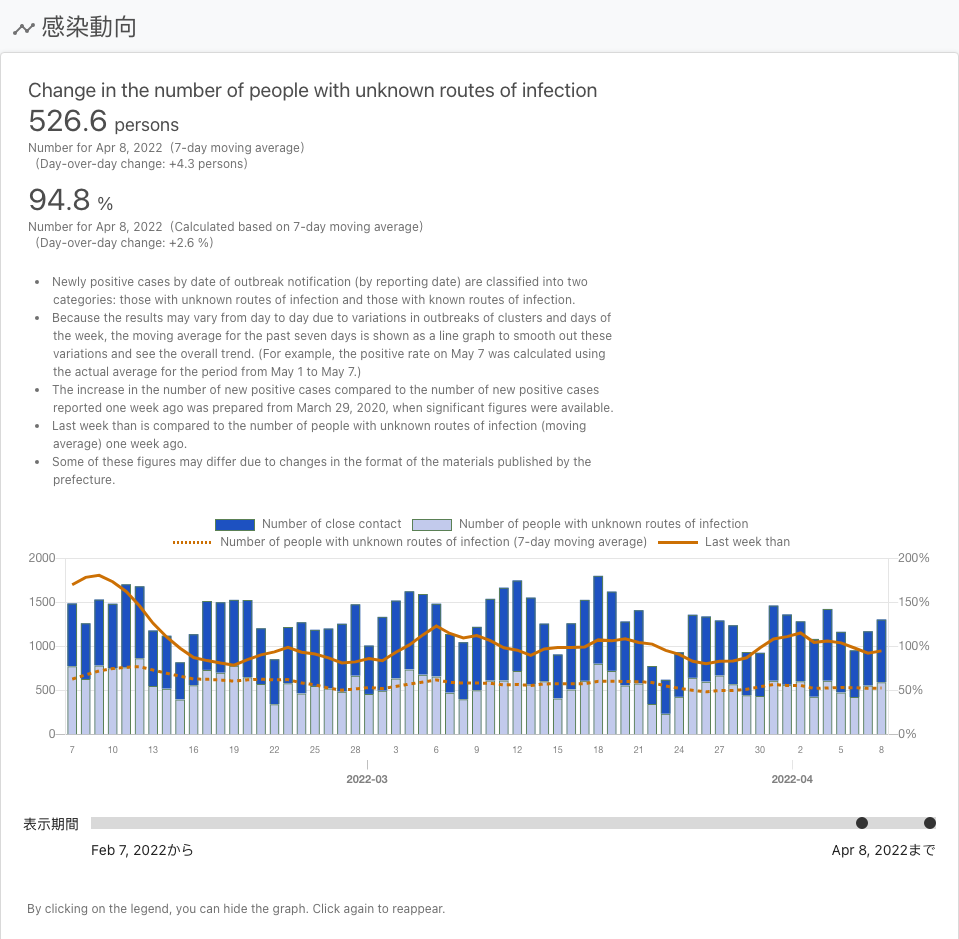 感染動向
Change in the number of people with unknown routes of infection
526.6 persons
Number for Apr 8, 2022 (7-day moving average)
(Day-over-day change: +4.3 persons)
94.8 %
Number for Apr 8, 2022 (Calculated based on 7-day moving average)
(Day-over-day change: +2.6 %)
• Newly positive cases by date of outbreak notification (by reporting date) are classified into two
categories: those with unknown routes of infection and those with known routes of infection.
• Because the results may vary from day to day due to variations in outbreaks of clusters and days of
the week, the moving average for the past seven days is shown as a line graph to smooth out these
variations and see the overall trend. (For example, the positive rate on May 7 was calculated using
the actual average for the period from May 1 to May 7.)
• The increase in the number of new positive cases compared to the number of new positive cases
reported one week ago was prepared from March 29, 2020, when significant figures were available.
• Last week than is compared to the number of people with unknown routes of infection (moving
average) one week ago.
• Some of these figures may differ due to changes in the format of the materials published by the
prefecture.
Number of close contact Number of people with unknown routes of infection
Number of people with unknown routes of infection (7-day moving average) Last week than
2000 200%
1500 150%
1000 100%
500 50%
0 0%
7 10 13 16 19 22 25 28 3 6 9 12 15 18 21 24 27 30 2 5 8
2022-03 2022-04
表示期間
Feb 7, 2022から Apr 8, 2022まで
By clicking on the legend, you can hide the graph. Click again to reappear.